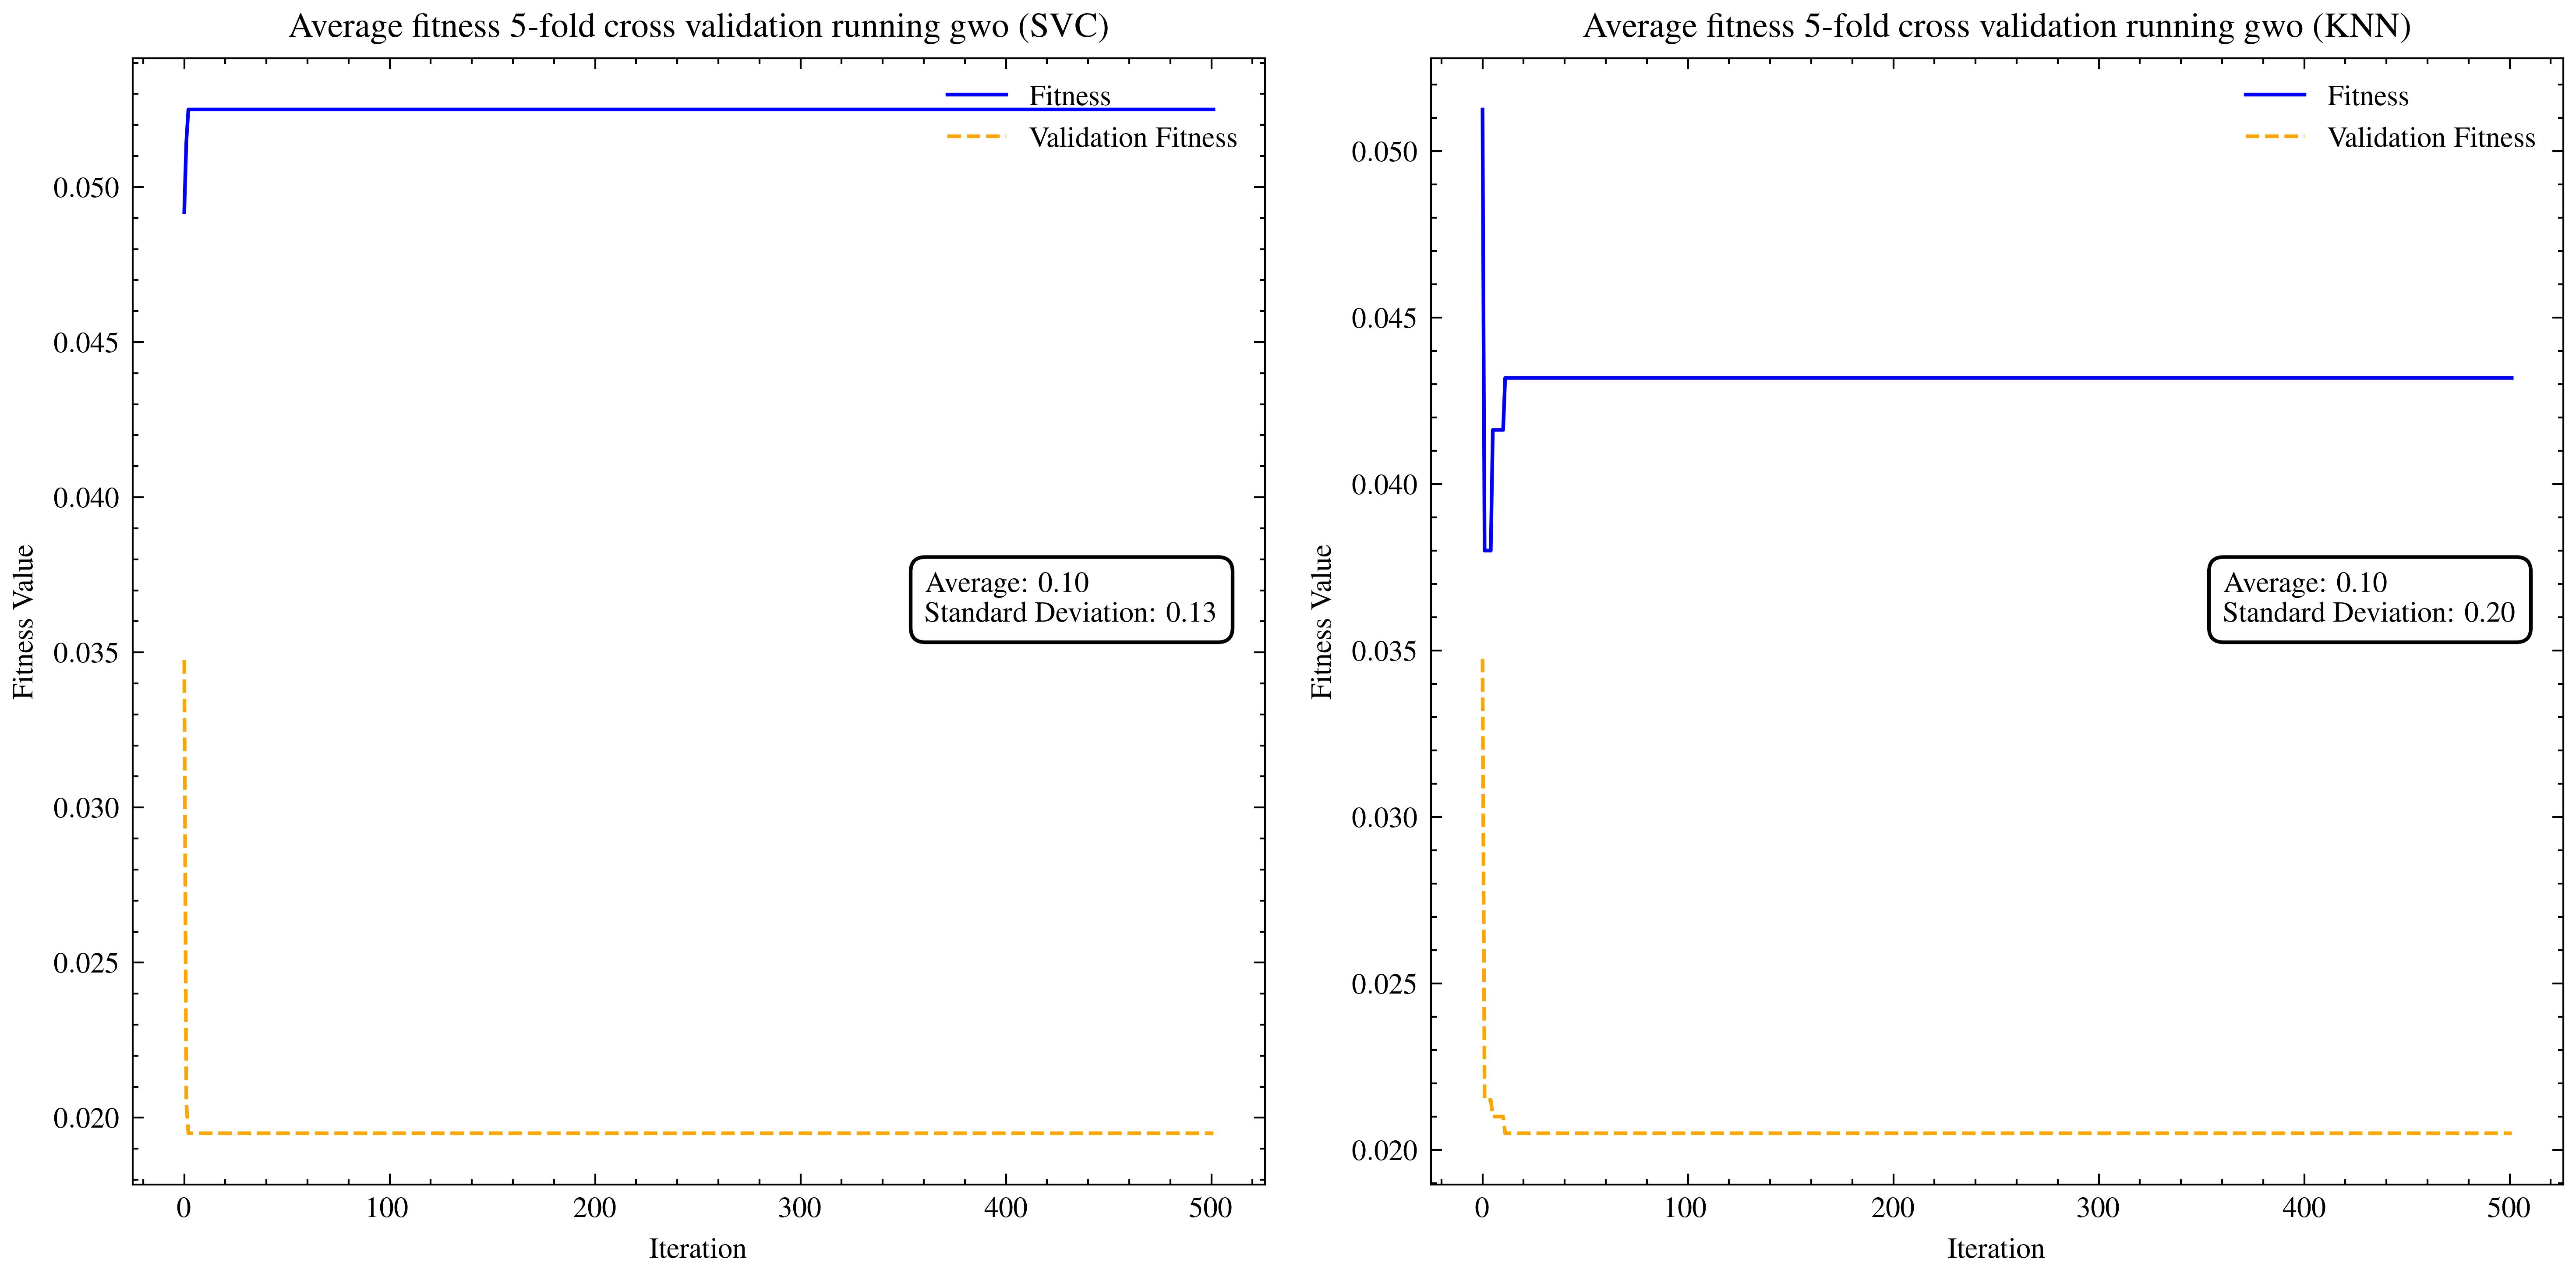 Average fitness 5-fold cross validation running gwo (SVC)
Fitness
Validation Fitness
0.050
0.045
0.040
0.035
0.030
0.025
0.020
Fitness Value
Average: 0.10
Standard Deviation: 0.13
0
100
200
300
400
500
Iteration
Average fitness 5-fold cross validation running gwo (KNN)
Fitness
Validation Fitness
0.050
0.045
0.040
0.035
0.030
0.025
0.020
Fitness Value
Average: 0.10
Standard Deviation: 0.20
0
100
200
300
400
500
Iteration